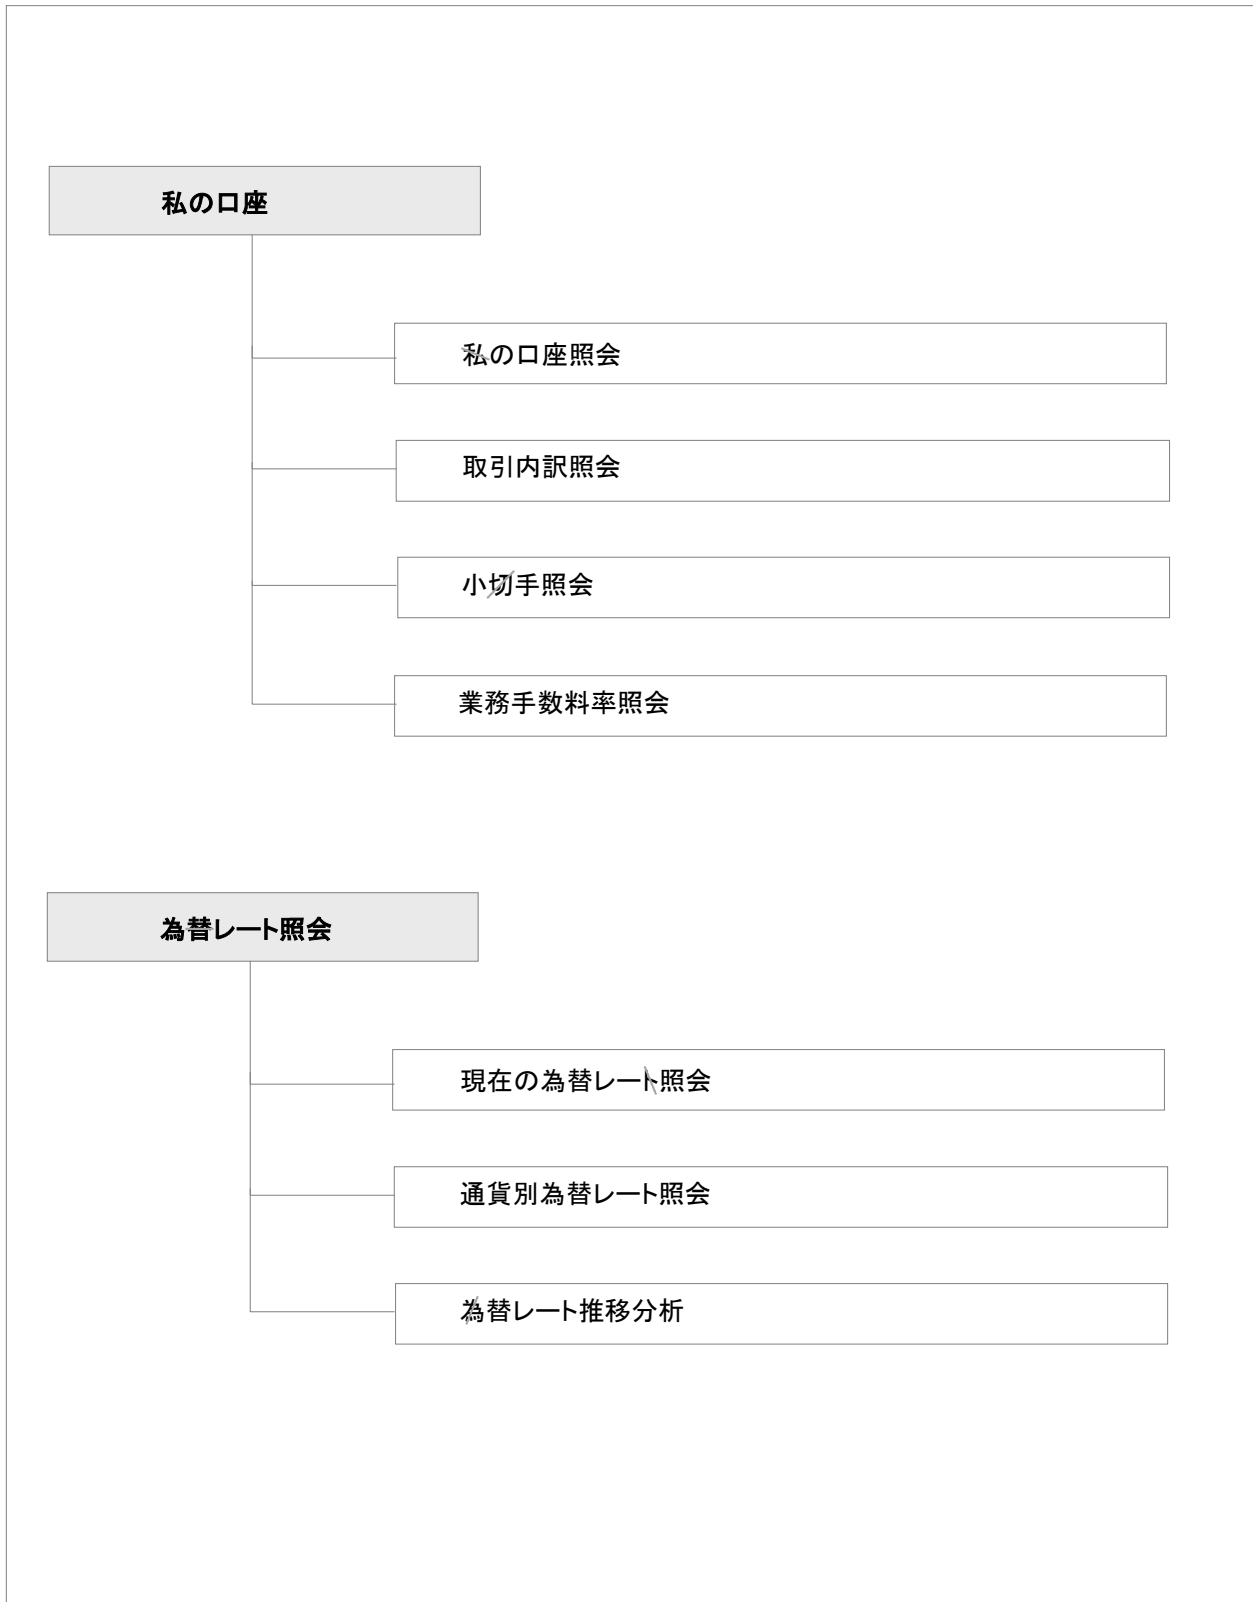 私の口座
私の口座照会
取引内訳照会
小切手照会
業務手数料率照会
為替レート照会
現在の為替レート照会
通貨別為替レート照会
為替レート推移分析